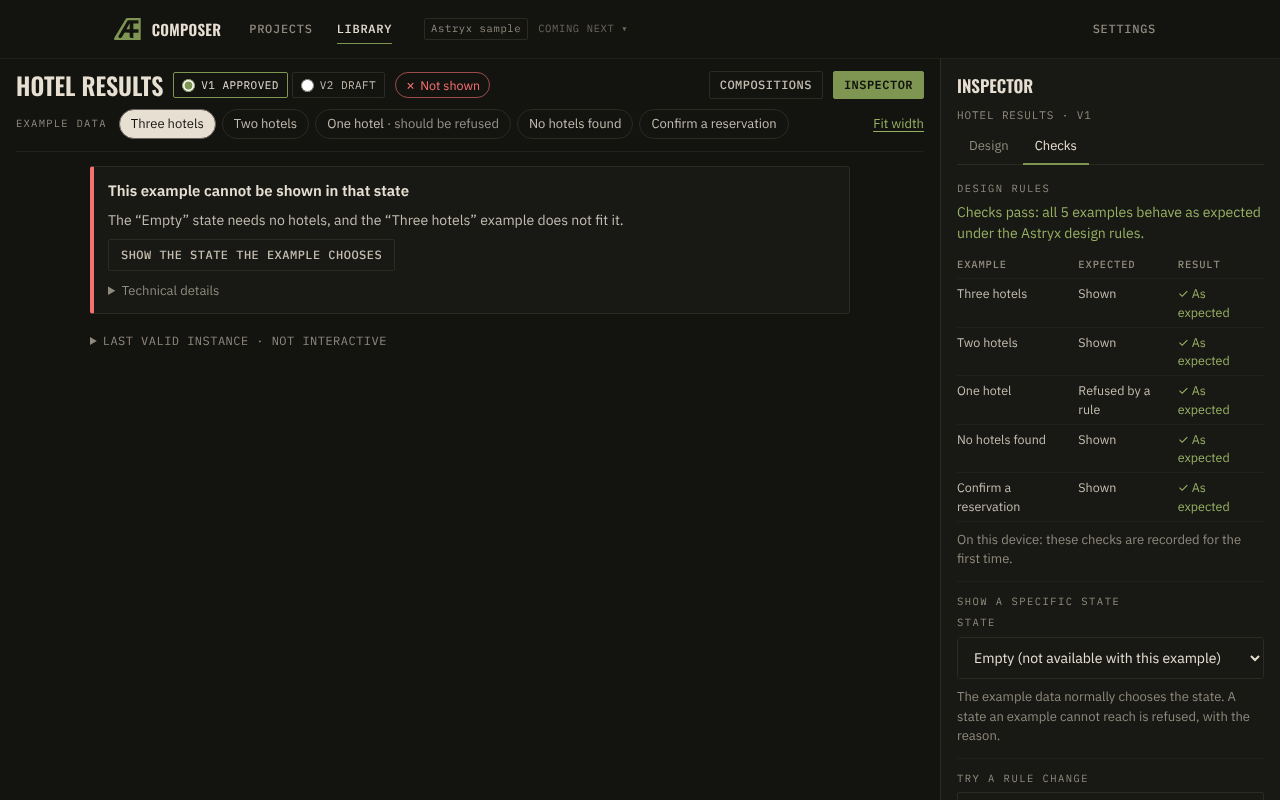 COMPOSER
PROJECTS
LIBRARY
Astryx sample
COMING NEXT ▾
SETTINGS
HOTEL RESULTS
V1 APPROVED
V2 DRAFT
× Not shown
COMPOSITIONS
INSPECTOR
EXAMPLE DATA
Three hotels
Two hotels
One hotel · should be refused
No hotels found
Confirm a reservation
Fit width
This example cannot be shown in that state
The “Empty” state needs no hotels, and the “Three hotels” example does not fit it.
SHOW THE STATE THE EXAMPLE CHOOSES
▶ Technical details
▶ LAST VALID INSTANCE · NOT INTERACTIVE
INSPECTOR
HOTEL RESULTS · V1
Design
Checks
DESIGN RULES
Checks pass: all 5 examples behave as expected
under the Astryx design rules.
EXAMPLE EXPECTED RESULT
Three hotels Shown ✓ As
expected
Two hotels Shown ✓ As
expected
One hotel Refused by a ✓ As
rule expected
No hotels found Shown ✓ As
expected
Confirm a Shown ✓ As
reservation expected
On this device: these checks are recorded for the
first time.
SHOW A SPECIFIC STATE
STATE
Empty (not available with this example)
The example data normally chooses the state. A
state an example cannot reach is refused, with the
reason.
TRY A RULE CHANGE